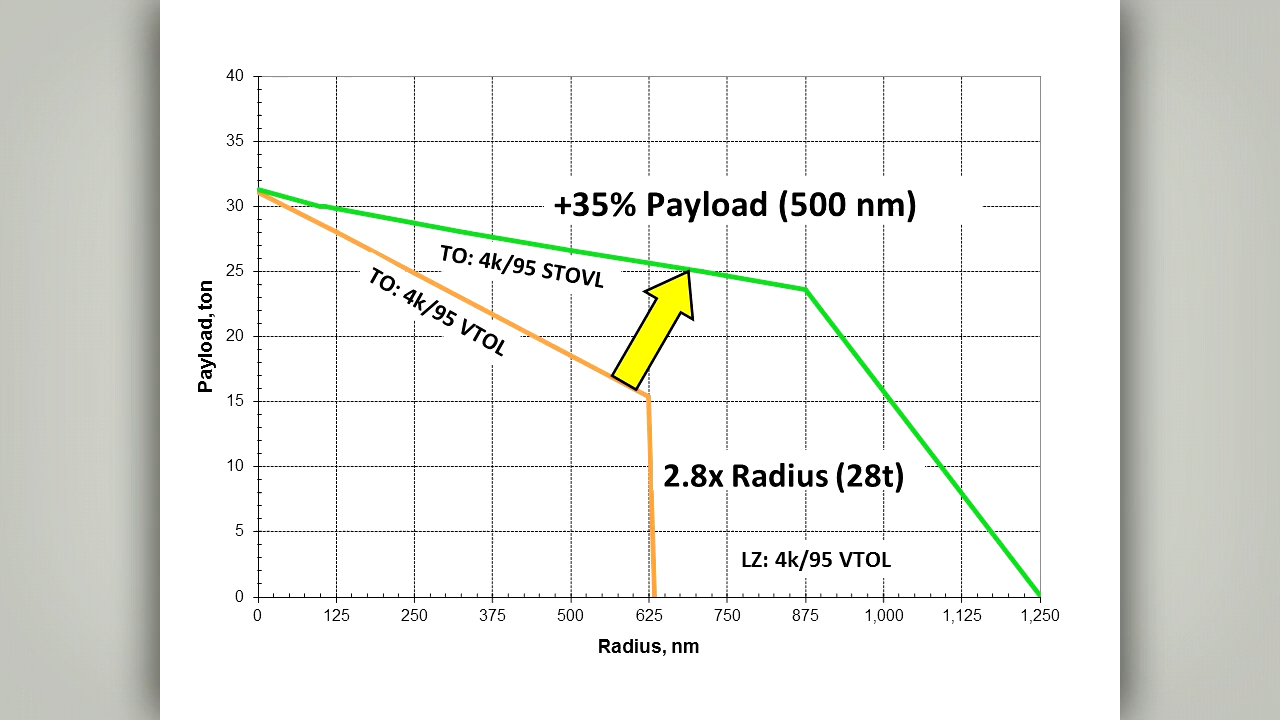 40
35
30
25
20
15
10
5
0
Payload, ton
+35% Payload (500 nm)
TO: 4k/95 STOVL
TO: 4k/95 VTOL
2.8x Radius (28t)
LZ: 4k/95 VTOL
0 125 250 375 500 625 750 875 1,000 1,125 1,250
Radius, nm